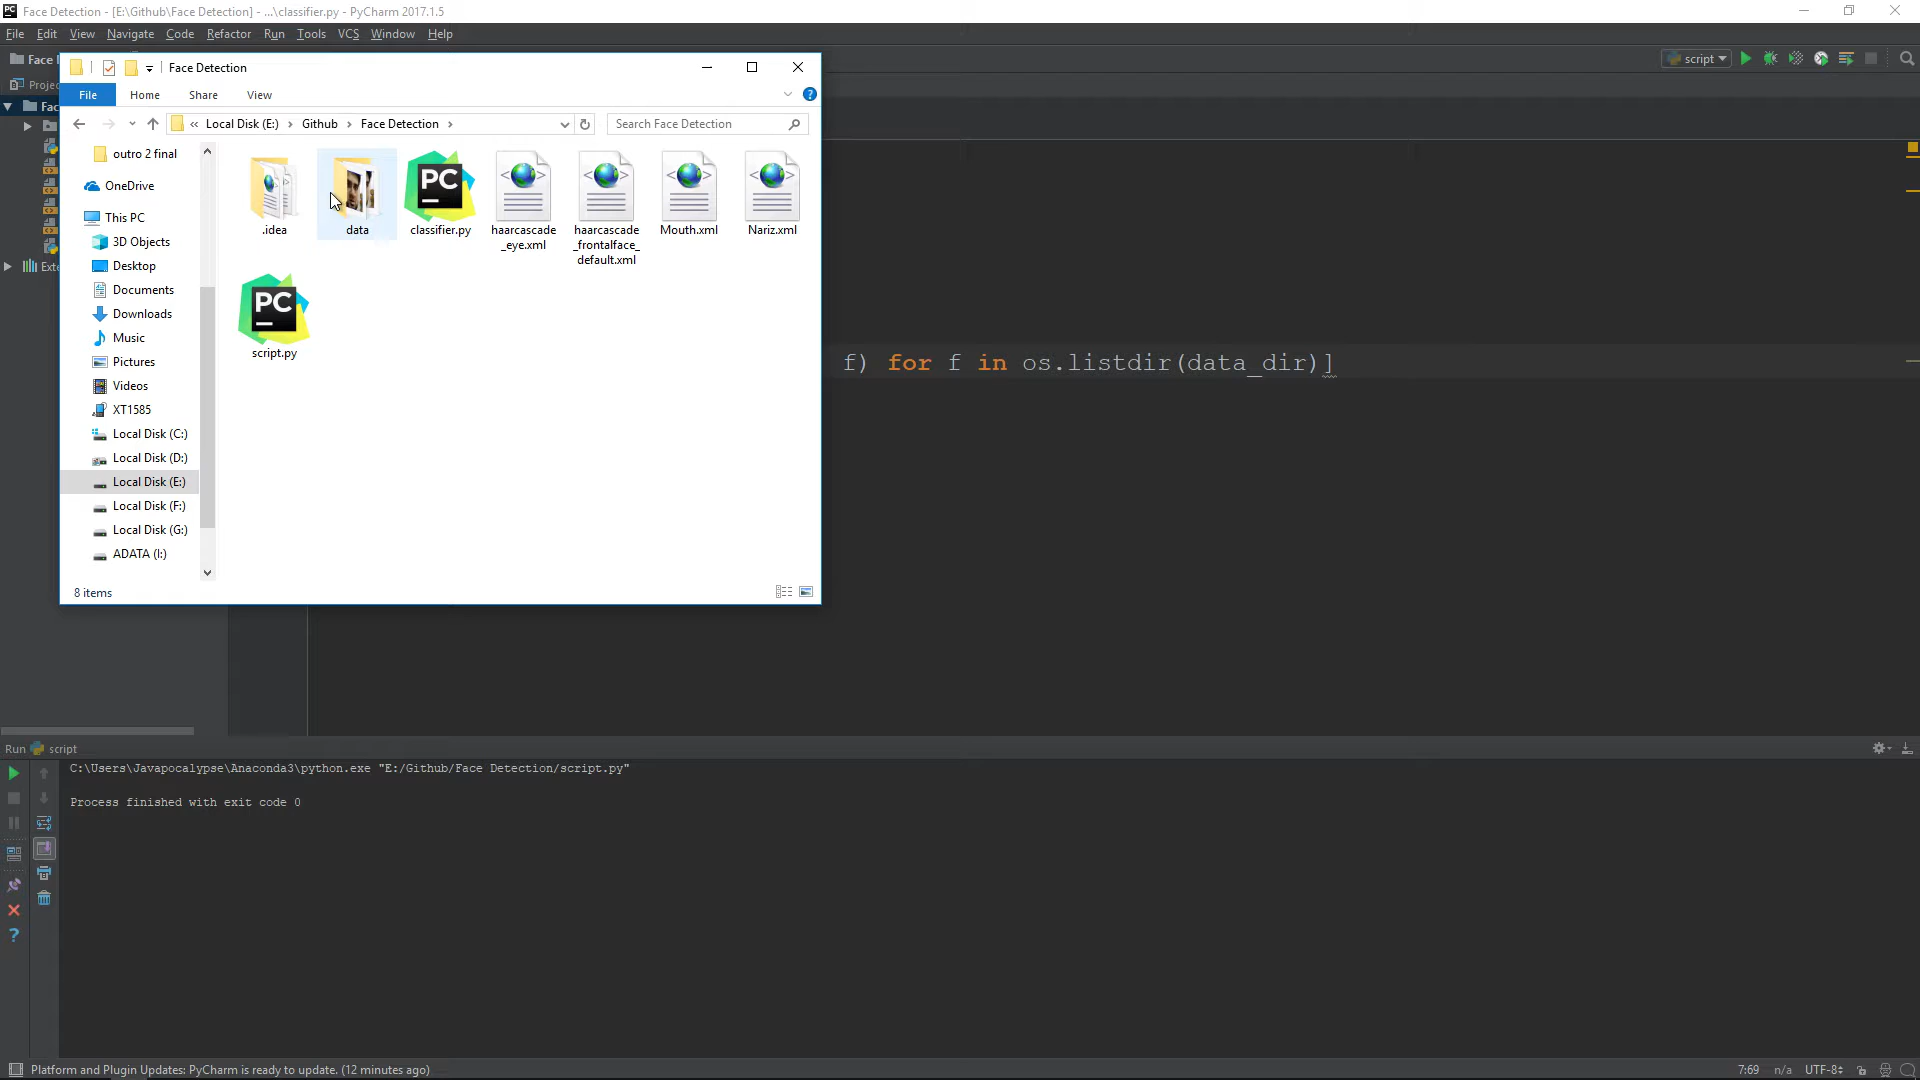 Face Detection - [E:\Github\Face Detection] - ...\classifier.py - PyCharm 2017.1.5
File Edit View Navigate Code Refactor Run Tools VCS Window Help
Face
script
Face Detection
File Home Share View
Local Disk (E:) Github Face Detection
Search Face Detection
outro 2 final
OneDrive
This PC
3D Objects
Desktop
Documents
Downloads
Music
Pictures
Videos
XT1585
Local Disk (C:)
Local Disk (D:)
Local Disk (E:)
Local Disk (F:)
Local Disk (G:)
ADATA (I:)
.idea
data
classifier.py
haarcascade
_eye.xml
haarcascade
_frontalface_
default.xml
Mouth.xml
Nariz.xml
script.py
8 items
Projec
Fac
Exte
f) for f in os.listdir(data_dir)]
Run script
C:\Users\Javapocalypse\Anaconda3\python.exe "E:/Github/Face Detection/script.py"
Process finished with exit code 0
Platform and Plugin Updates: PyCharm is ready to update. (12 minutes ago)
7:69 n/a UTF-8